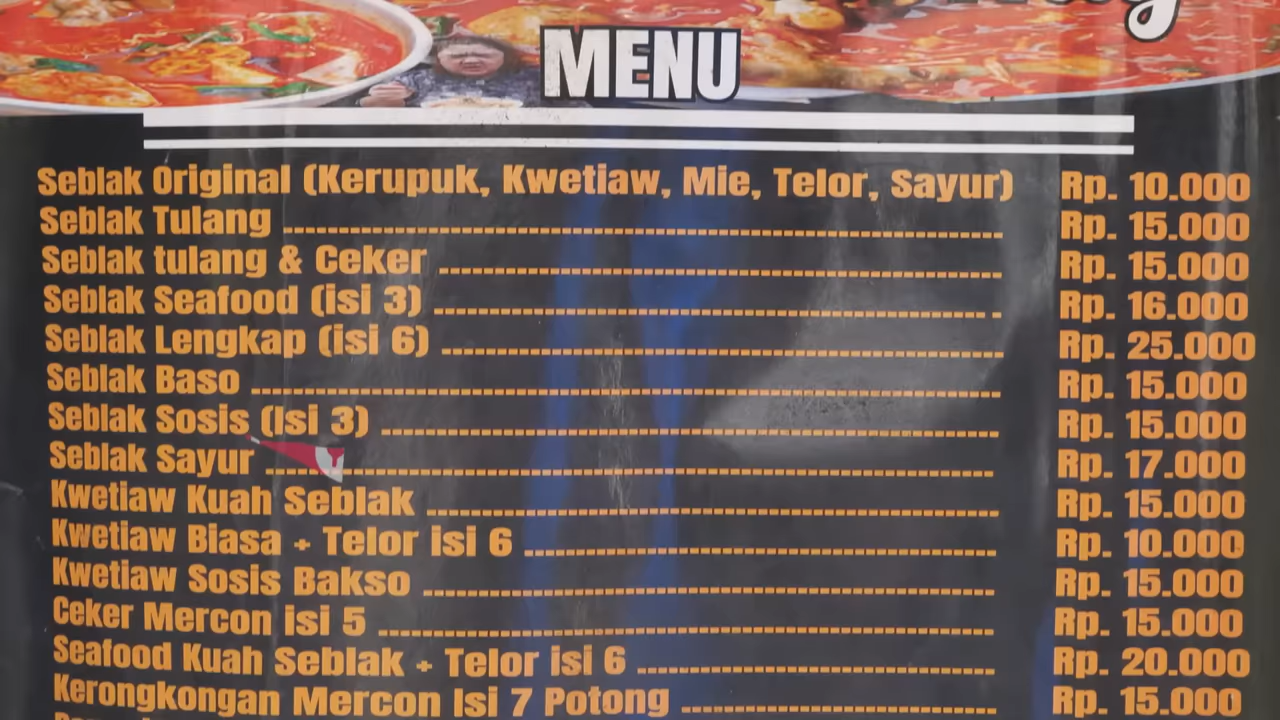 MENU
Seblak Original (Kerupuk, Kwetiaw, Mie, Telor, Sayur) Rp. 10.000
Seblak Tulang Rp. 15.000
Seblak tulang & Ceker Rp. 15.000
Seblak Seafood (isi 3) Rp. 16.000
Seblak Lengkap (isi 6) Rp. 25.000
Seblak Baso Rp. 15.000
Seblak Sosis (Isi 3) Rp. 15.000
Seblak Sayur Rp. 17.000
Kwetiaw Kuah Seblak Rp. 15.000
Kwetiaw Biasa + Telor isi 6 Rp. 10.000
Kwetiaw Sosis Bakso Rp. 15.000
Ceker Mercon isi 5 Rp. 15.000
Seafood Kuah Seblak + Telor isi 6 Rp. 20.000
Kerongkongan Mercon Isi 7 Potong Rp. 15.000